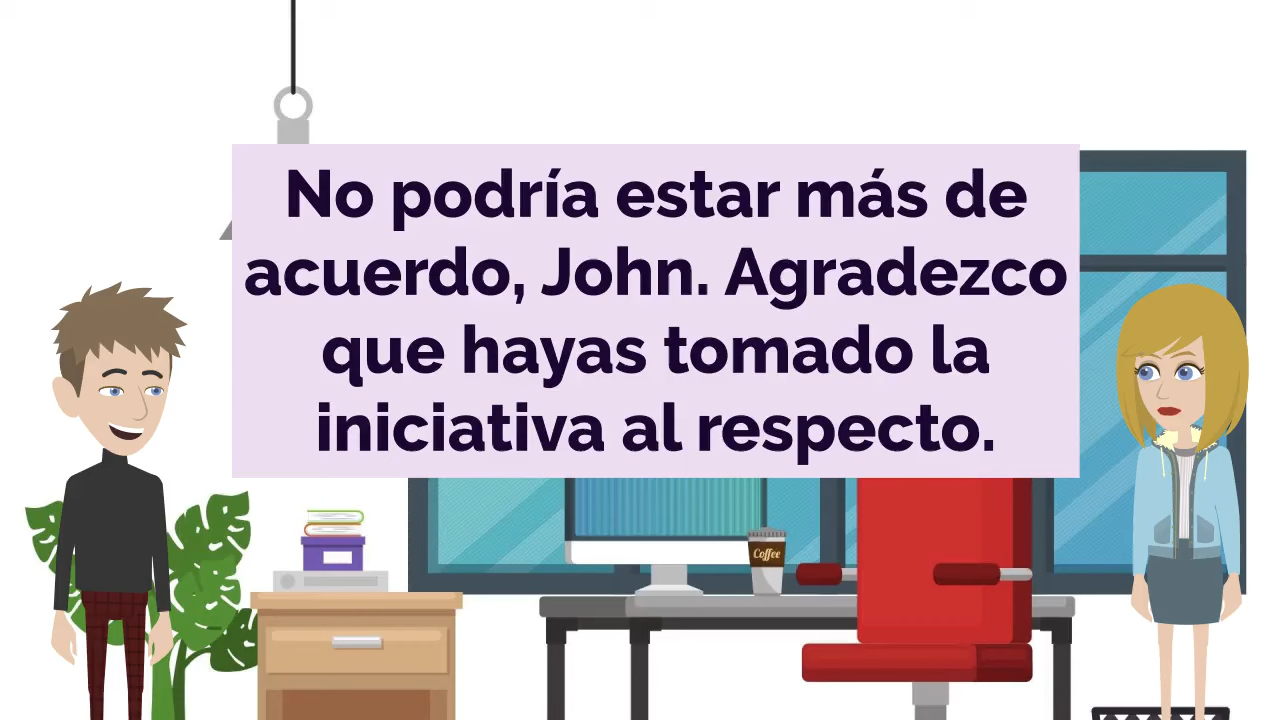 No podría estar más de
acuerdo, John. Agradezco
que hayas tomado la
iniciativa al respecto.
Coffee